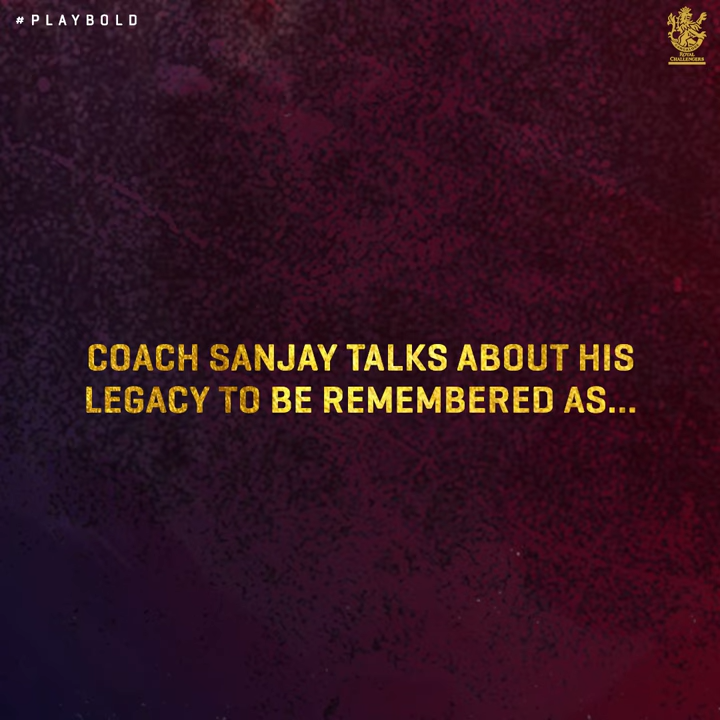 #PLAYBOLD
ROYAL
CHALLENGERS
COACH SANJAY TALKS ABOUT HIS
LEGACY TO BE REMEMBERED AS...